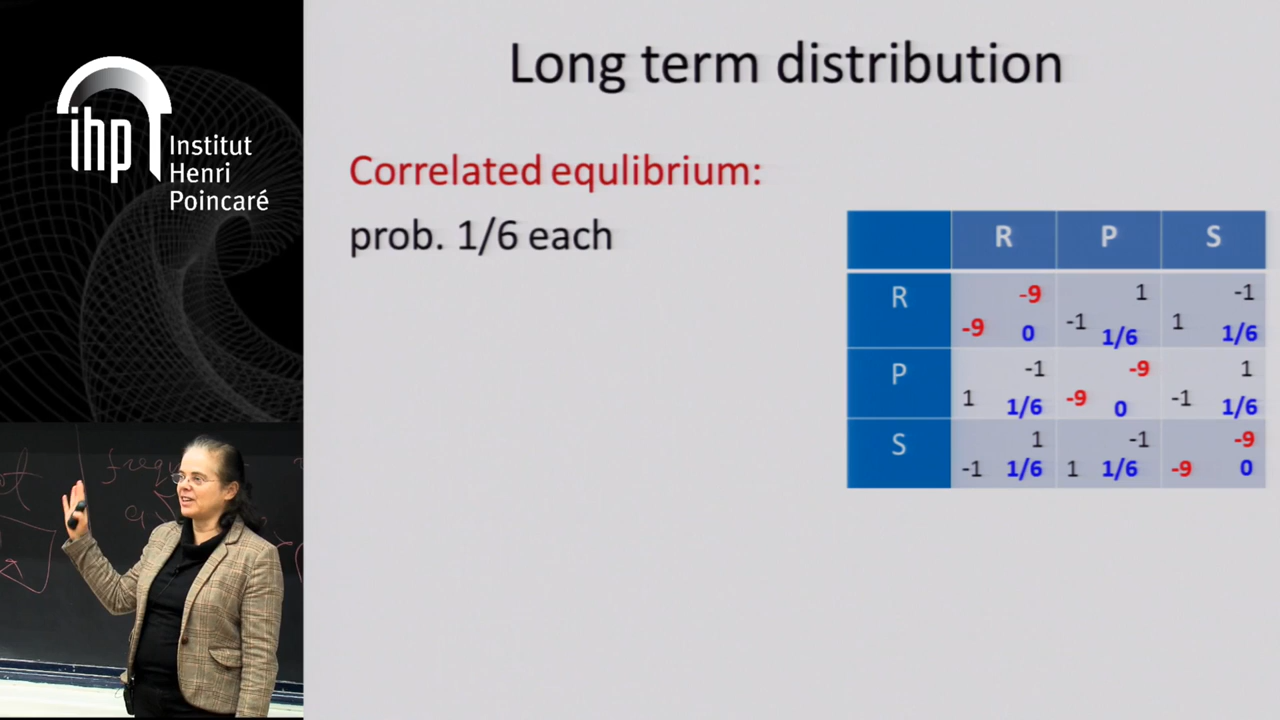 ihp
Institut
Henri
Poincaré
Long term distribution
Correlated equlibrium:
prob. 1/6 each
R P S
R -9 1 -1
-9 0 -1 1/6 1 1/6
P -1 -9 1
1 1/6 -9 0 -1 1/6
S 1 -1 -9
-1 1/6 1 1/6 -9 0